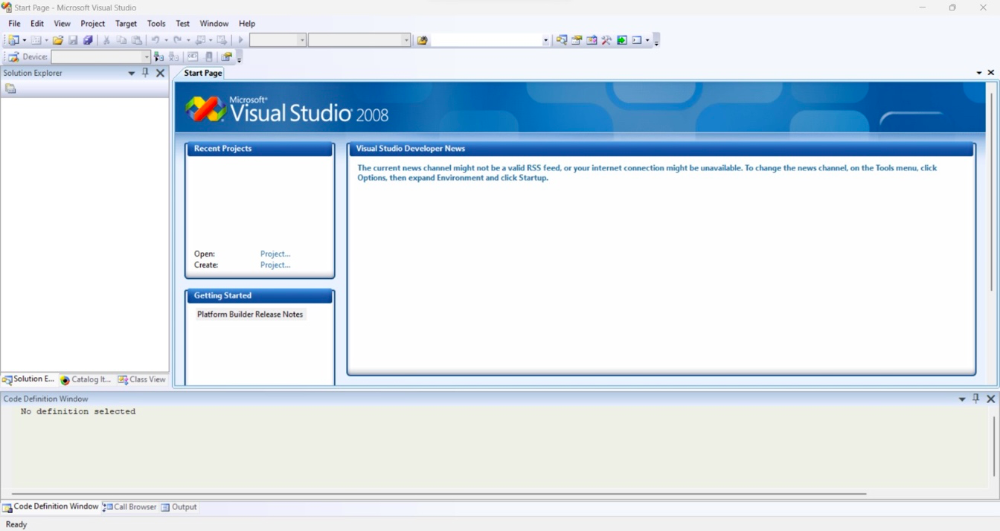 Start Page - Microsoft Visual Studio
File Edit View Project Target Tools Test Window Help
Device:
Solution Explorer
Start Page
Microsoft®
Visual Studio® 2008
Recent Projects
Open: Project...
Create: Project...
Getting Started
Platform Builder Release Notes
Visual Studio Developer News
The current news channel might not be a valid RSS feed, or your internet connection might be unavailable. To change the news channel, on the Tools menu, click
Options, then expand Environment and click Startup.
Solution E... Catalog It... Class View
Code Definition Window
No definition selected
Code Definition Window Call Browser Output
Ready